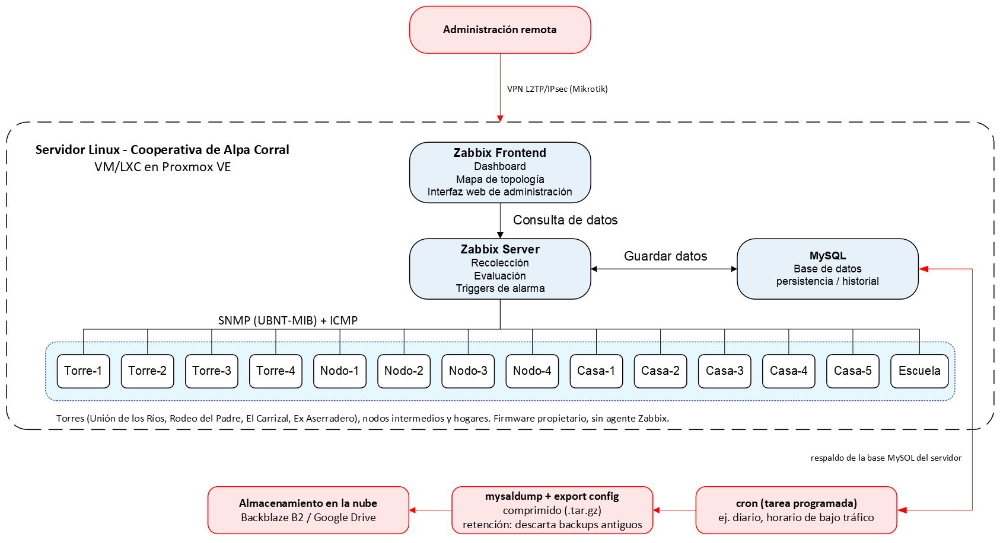 Administración remota
VPN L2TP/IPsec (Mikrotik)
Servidor Linux - Cooperativa de Alpa Corral
VM/LXC en Proxmox VE
Zabbix Frontend
Dashboard
Mapa de topología
Interfaz web de administración
Consulta de datos
Zabbix Server
Recolección
Evaluación
Triggers de alarma
Guardar datos
MySQL
Base de datos
persistencia / historial
SNMP (UBNT-MIB) + ICMP
Torre-1
Torre-2
Torre-3
Torre-4
Nodo-1
Nodo-2
Nodo-3
Nodo-4
Casa-1
Casa-2
Casa-3
Casa-4
Casa-5
Escuela
Torres (Unión de los Ríos, Rodeo del Padre, El Carrizal, Ex Aserradero), nodos intermedios y hogares. Firmware propietario, sin agente Zabbix.
respaldo de la base MySOL del servidor
Almacenamiento en la nube
Backblaze B2 / Google Drive
mysaldump + export config
comprimido (.tar.gz)
retención: descarta backups antiguos
cron (tarea programada)
ej. diario, horario de bajo tráfico